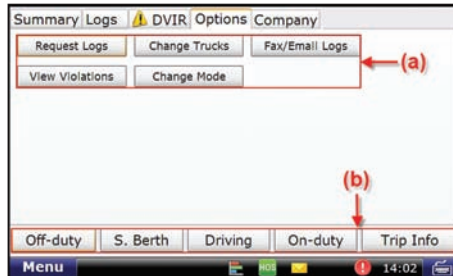 Summary Logs DVIR Options Company
Request Logs Change Trucks Fax/Email Logs
(a)
View Violations Change Mode
(b)
Off-duty S. Berth Driving On-duty Trip Info
Menu HOS 14:02